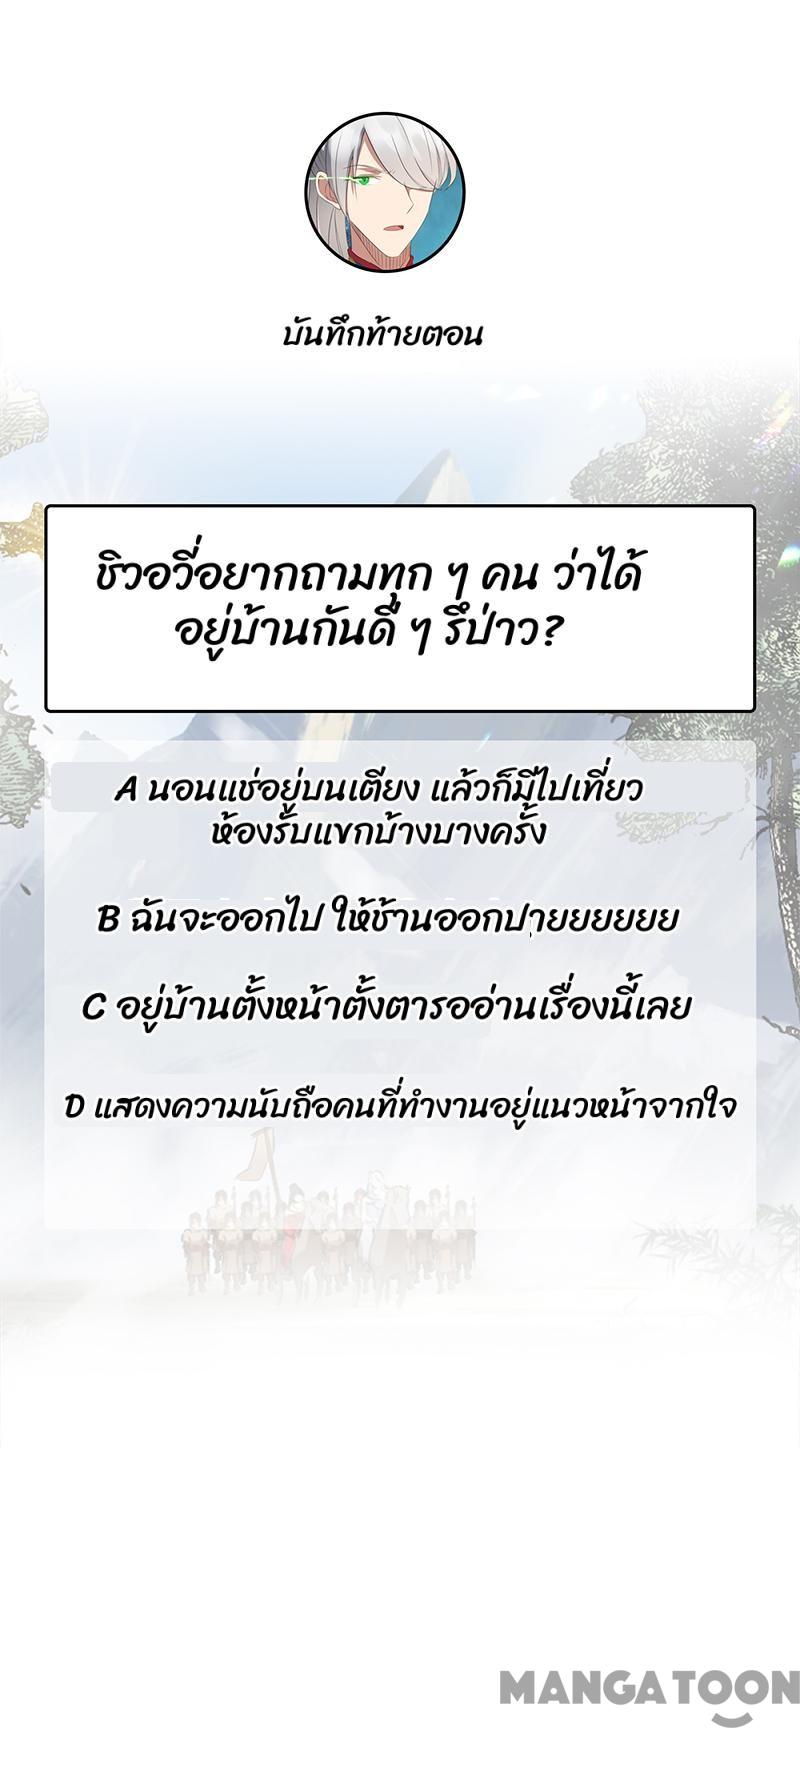 บันทึกท้ายตอน
ชิวอวี่อยากถามทุก ๆ คน ว่าได้
อยู่บ้านกันดี ๆ รึป่าว?
A นอนแช่อยู่บนเตียง แล้วก็มีไปเที่ยว
ห้องรับแขกบ้างบางครั้ง
B ฉันจะออกไป ให้ช้านออกปายยยยยย
C อยู่บ้านตั้งหน้าตั้งตารออ่านเรื่องนี้เลย
D แสดงความนับถือคนที่ทำงานอยู่แนวหน้าจากใจ
MANGATOON